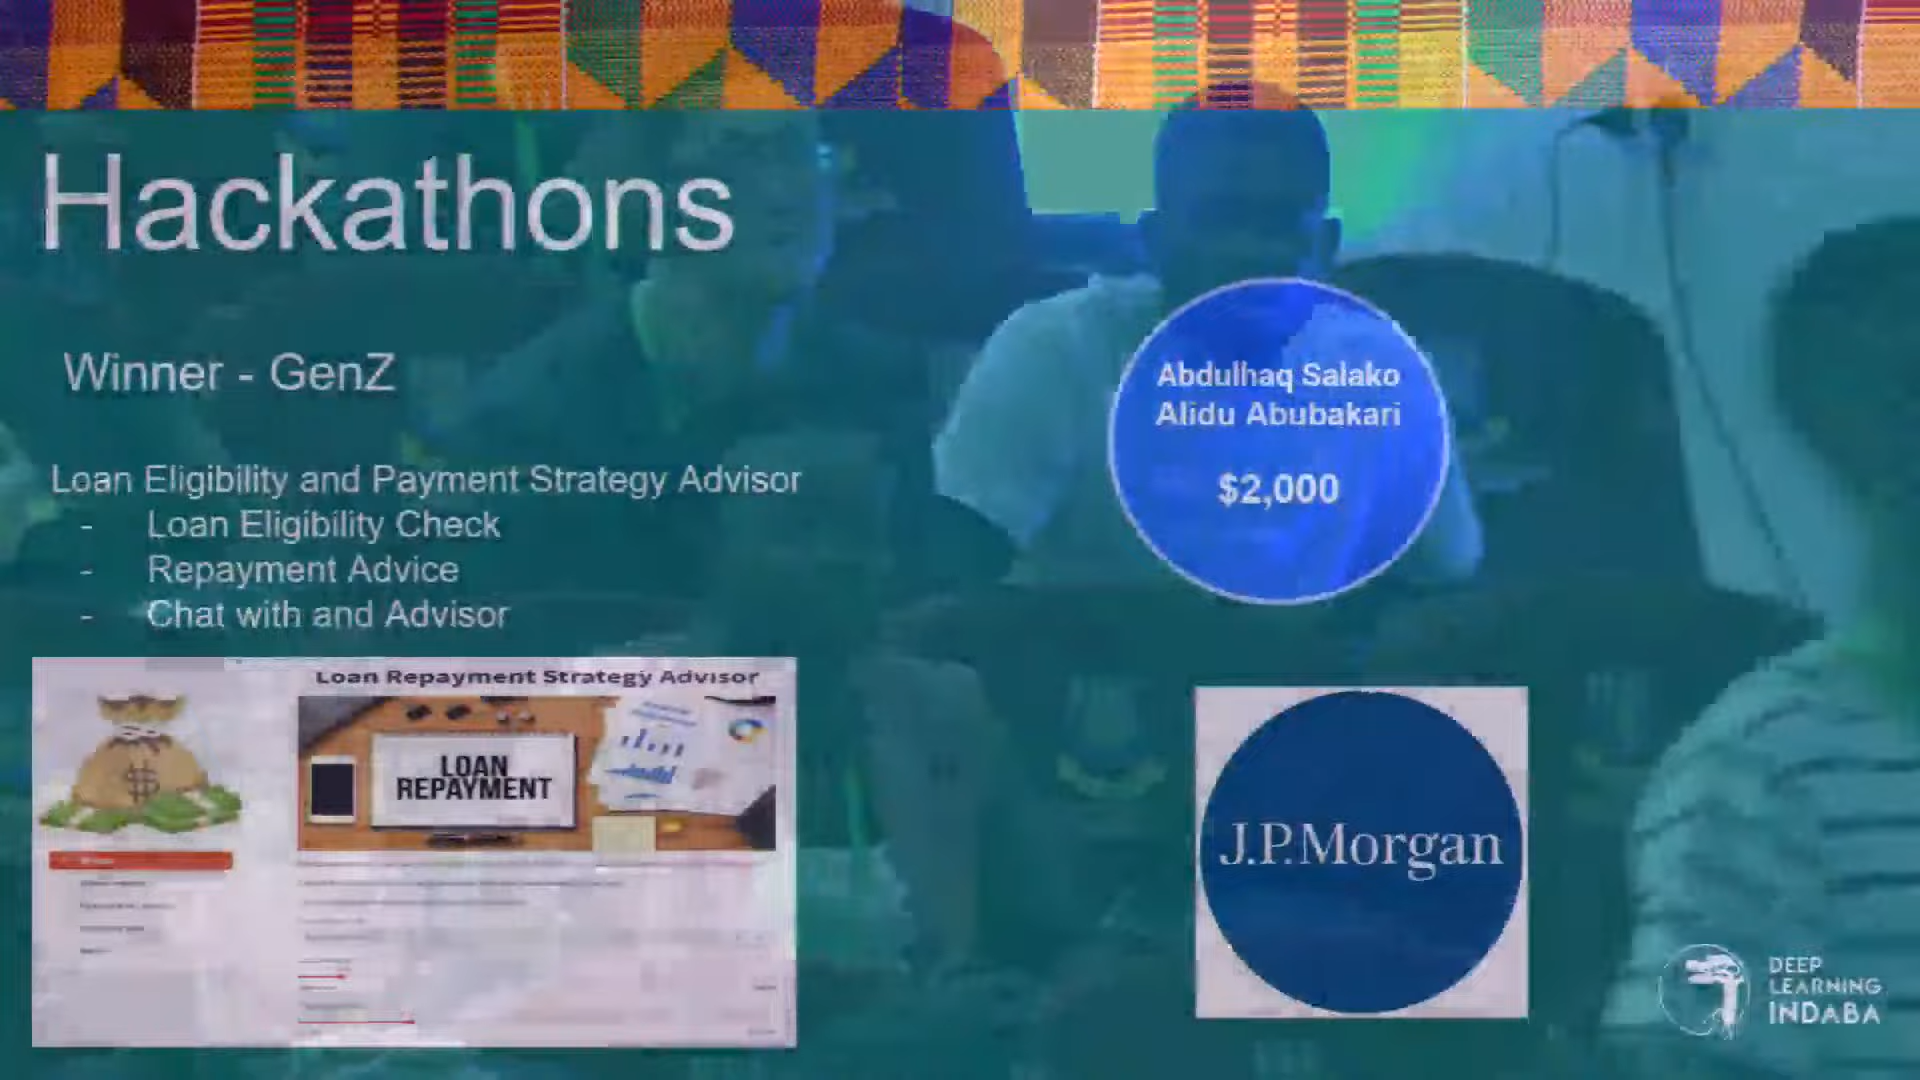 Hackathons
Winner - GenZ
Abdulhaq Salako
Alidu Abubakari
$2,000
Loan Eligibility and Payment Strategy Advisor
- Loan Eligibility Check
- Repayment Advice
- Chat with and Advisor
Loan Repayment Strategy Advisor
LOAN
REPAYMENT
J.P.Morgan
DEEP
LEARNING
INDABA